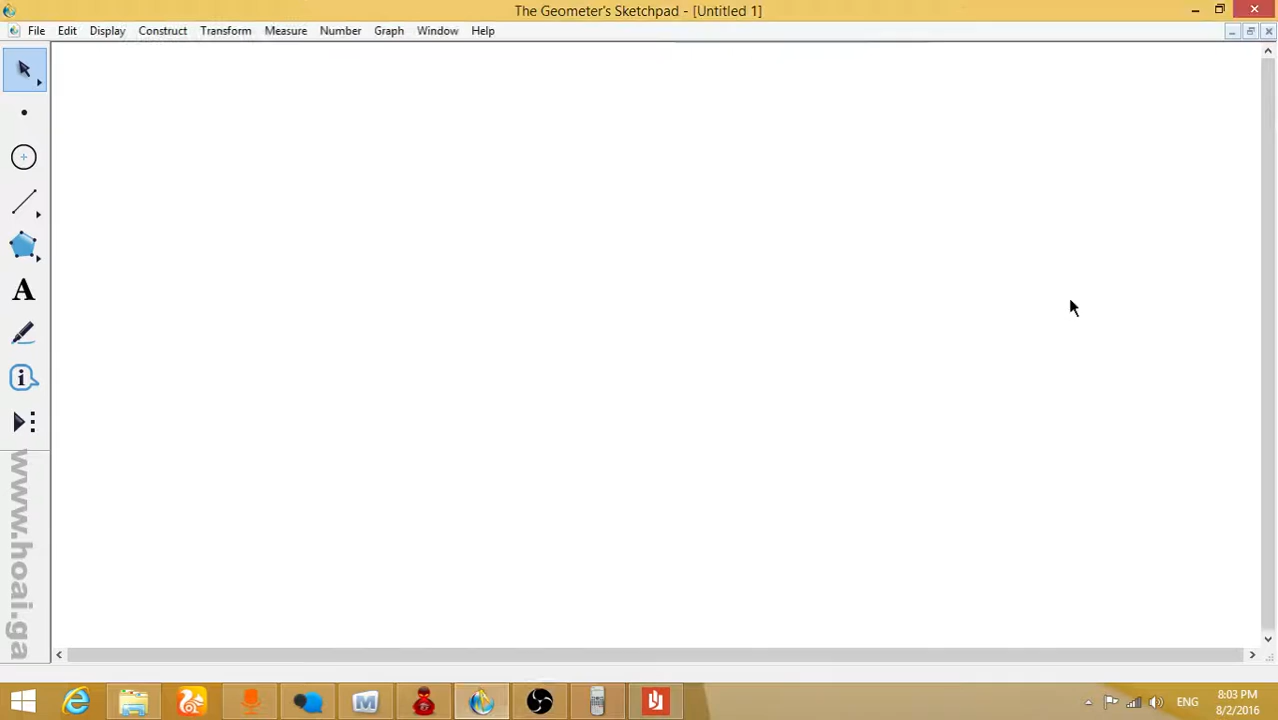 The Geometer's Sketchpad - [Untitled 1]
File Edit Display Construct Transform Measure Number Graph Window Help
A
www.hoai.ga
ENG
8:03 PM
8/2/2016